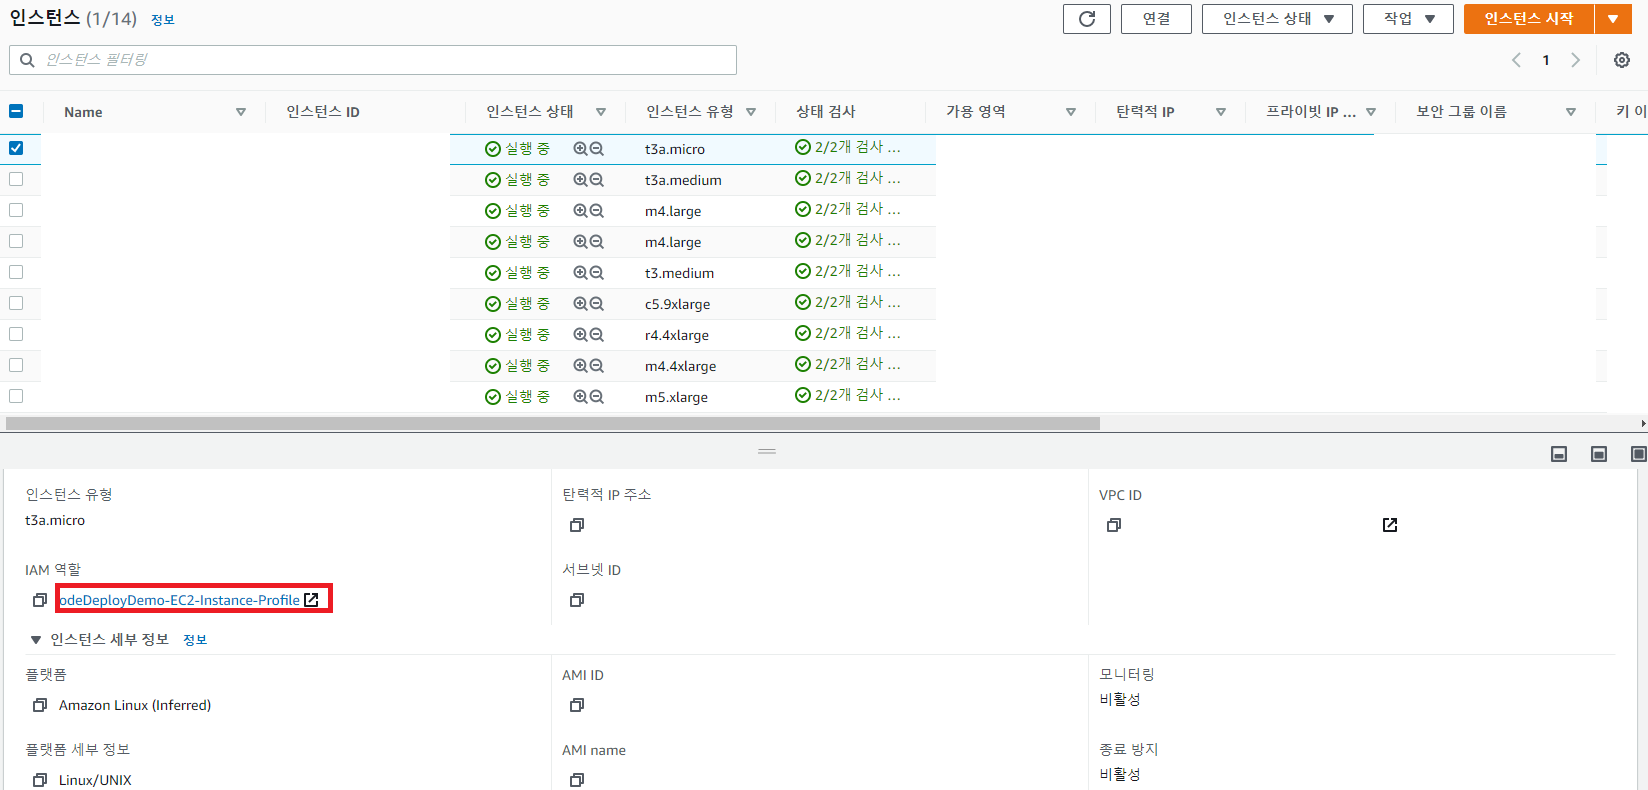 인스턴스 (1/14) 정보
연결
인스턴스 상태
작업
인스턴스 시작
인스턴스 필터링
1
Name 인스턴스 ID 인스턴스 상태 인스턴스 유형 상태 검사 가용 영역 탄력적 IP 프라이빗 IP ... 보안 그룹 이름 키 이
실행 중 t3a.micro 2/2개 검사 ...
실행 중 t3a.medium 2/2개 검사 ...
실행 중 m4.large 2/2개 검사 ...
실행 중 m4.large 2/2개 검사 ...
실행 중 t3.medium 2/2개 검사 ...
실행 중 c5.9xlarge 2/2개 검사 ...
실행 중 r4.4xlarge 2/2개 검사 ...
실행 중 m4.4xlarge 2/2개 검사 ...
실행 중 m5.xlarge 2/2개 검사 ...
인스턴스 유형 탄력적 IP 주소 VPC ID
t3a.micro
IAM 역할 서브넷 ID
odeDeployDemo-EC2-Instance-Profile
인스턴스 세부 정보 정보
플랫폼 AMI ID 모니터링
Amazon Linux (Inferred) 비활성
플랫폼 세부 정보 AMI name 종료 방지
Linux/UNIX 비활성